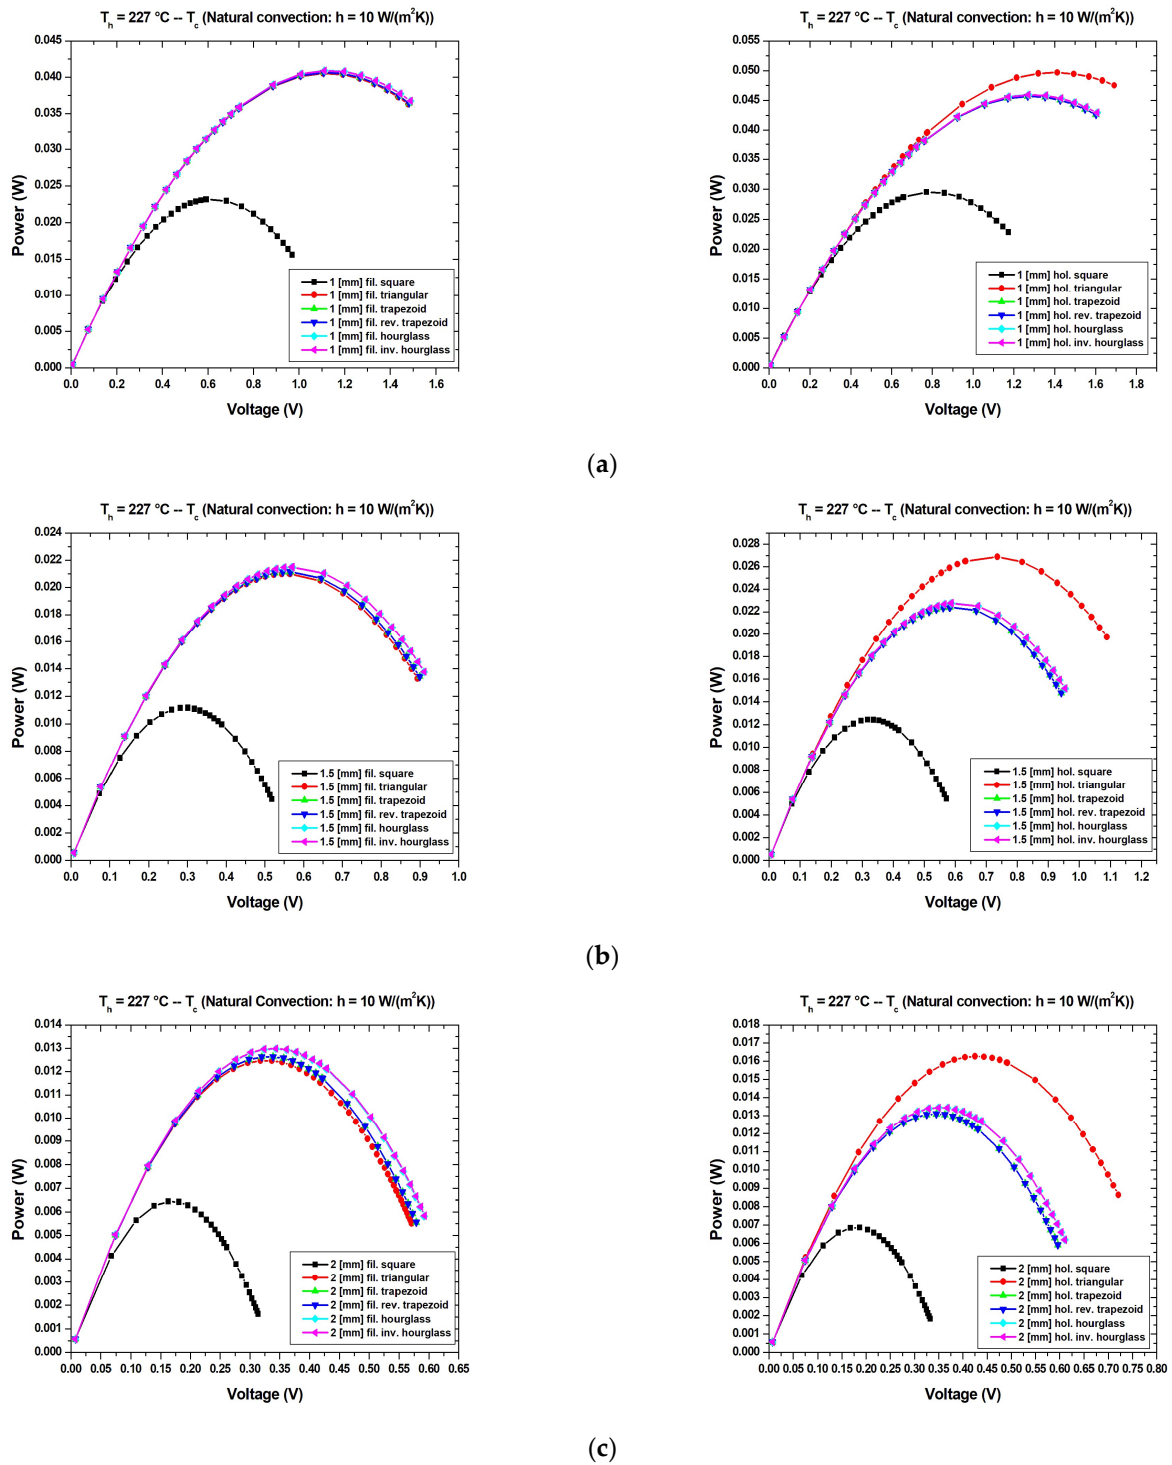 T_h = 227 °C -- T_c (Natural convection: h = 10 W/(m²K))
Power (W)
0.045
0.040
0.035
0.030
0.025
0.020
0.015
0.010
0.005
0.000
1 [mm] fil. square
1 [mm] fil. triangular
1 [mm] fil. trapezoid
1 [mm] fil. rev. trapezoid
1 [mm] fil. hourglass
1 [mm] fil. inv. hourglass
0.0 0.2 0.4 0.6 0.8 1.0 1.2 1.4 1.6
Voltage (V)
T_h = 227 °C -- T_c (Natural convection: h = 10 W/(m²K))
Power (W)
0.055
0.050
0.045
0.040
0.035
0.030
0.025
0.020
0.015
0.010
0.005
0.000
1 [mm] hol. square
1 [mm] hol. triangular
1 [mm] hol. trapezoid
1 [mm] hol. rev. trapezoid
1 [mm] hol. hourglass
1 [mm] hol. inv. hourglass
0.0 0.2 0.4 0.6 0.8 1.0 1.2 1.4 1.6 1.8
Voltage (V)
(a)
T_h = 227 °C -- T_c (Natural convection: h = 10 W/(m²K))
Power (W)
0.024
0.022
0.020
0.018
0.016
0.014
0.012
0.010
0.008
0.006
0.004
0.002
0.000
1.5 [mm] fil. square
1.5 [mm] fil. triangular
1.5 [mm] fil. trapezoid
1.5 [mm] fil. rev. trapezoid
1.5 [mm] fil. hourglass
1.5 [mm] fil. inv. hourglass
0.0 0.1 0.2 0.3 0.4 0.5 0.6 0.7 0.8 0.9 1.0
Voltage (V)
T_h = 227 °C -- T_c (Natural convection: h = 10 W/(m²K))
Power (W)
0.028
0.026
0.024
0.022
0.020
0.018
0.016
0.014
0.012
0.010
0.008
0.006
0.004
0.002
0.000
1.5 [mm] hol. square
1.5 [mm] hol. triangular
1.5 [mm] hol. trapezoid
1.5 [mm] hol. rev. trapezoid
1.5 [mm] hol. hourglass
1.5 [mm] hol. inv. hourglass
0.0 0.1 0.2 0.3 0.4 0.5 0.6 0.7 0.8 0.9 1.0 1.1 1.2
Voltage (V)
(b)
T_h = 227 °C -- T_c (Natural Convection: h = 10 W/(m²K))
Power (W)
0.014
0.013
0.012
0.011
0.010
0.009
0.008
0.007
0.006
0.005
0.004
0.003
0.002
0.001
0.000
2 [mm] fil. square
2 [mm] fil. triangular
2 [mm] fil. trapezoid
2 [mm] fil. rev. trapezoid
2 [mm] fil. hourglass
2 [mm] fil. inv. hourglass
0.00 0.05 0.10 0.15 0.20 0.25 0.30 0.35 0.40 0.45 0.50 0.55 0.60 0.65
Voltage (V)
T_h = 227 °C -- T_c (Natural convection: h = 10 W/(m²K))
Power (W)
0.018
0.017
0.016
0.015
0.014
0.013
0.012
0.011
0.010
0.009
0.008
0.007
0.006
0.005
0.004
0.003
0.002
0.001
0.000
2 [mm] hol. square
2 [mm] hol. triangular
2 [mm] hol. trapezoid
2 [mm] hol. rev. trapezoid
2 [mm] hol. hourglass
2 [mm] hol. inv. hourglass
0.00 0.05 0.10 0.15 0.20 0.25 0.30 0.35 0.40 0.45 0.50 0.55 0.60 0.65 0.70 0.75 0.80
Voltage (V)
(c)